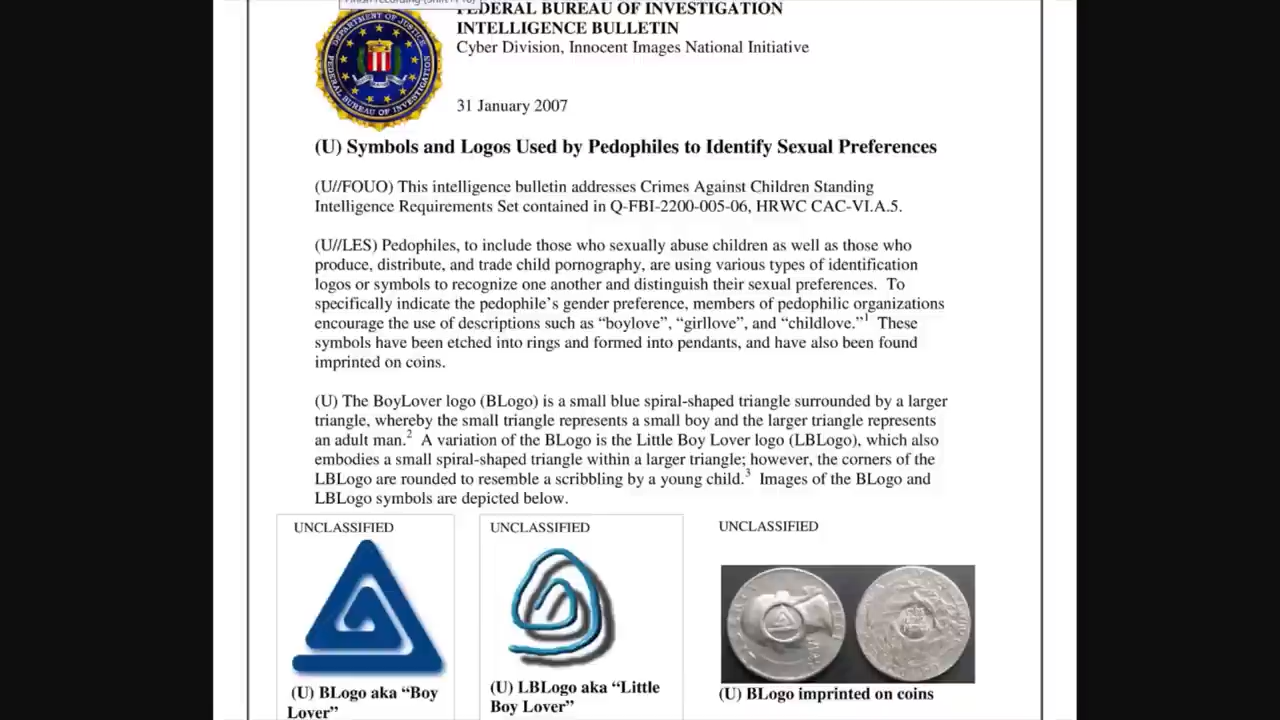 FEDERAL BUREAU OF INVESTIGATION
INTELLIGENCE BULLETIN
Cyber Division, Innocent Images National Initiative
DEPARTMENT OF JUSTICE
FEDERAL BUREAU OF INVESTIGATION
31 January 2007
(U) Symbols and Logos Used by Pedophiles to Identify Sexual Preferences
(U//FOUO) This intelligence bulletin addresses Crimes Against Children Standing
Intelligence Requirements Set contained in Q-FBI-2200-005-06, HRWC CAC-VI.A.5.
(U//LES) Pedophiles, to include those who sexually abuse children as well as those who
produce, distribute, and trade child pornography, are using various types of identification
logos or symbols to recognize one another and distinguish their sexual preferences. To
specifically indicate the pedophile's gender preference, members of pedophilic organizations
encourage the use of descriptions such as “boylove”, “girllove”, and “childlove.”1 These
symbols have been etched into rings and formed into pendants, and have also been found
imprinted on coins.
(U) The BoyLover logo (BLogo) is a small blue spiral-shaped triangle surrounded by a larger
triangle, whereby the small triangle represents a small boy and the larger triangle represents
an adult man.2 A variation of the BLogo is the Little Boy Lover logo (LBLogo), which also
embodies a small spiral-shaped triangle within a larger triangle; however, the corners of the
LBLogo are rounded to resemble a scribbling by a young child.3 Images of the BLogo and
LBLogo symbols are depicted below.
UNCLASSIFIED
UNCLASSIFIED
UNCLASSIFIED
(U) BLogo aka “Boy
Lover”
(U) LBLogo aka “Little
Boy Lover”
(U) BLogo imprinted on coins